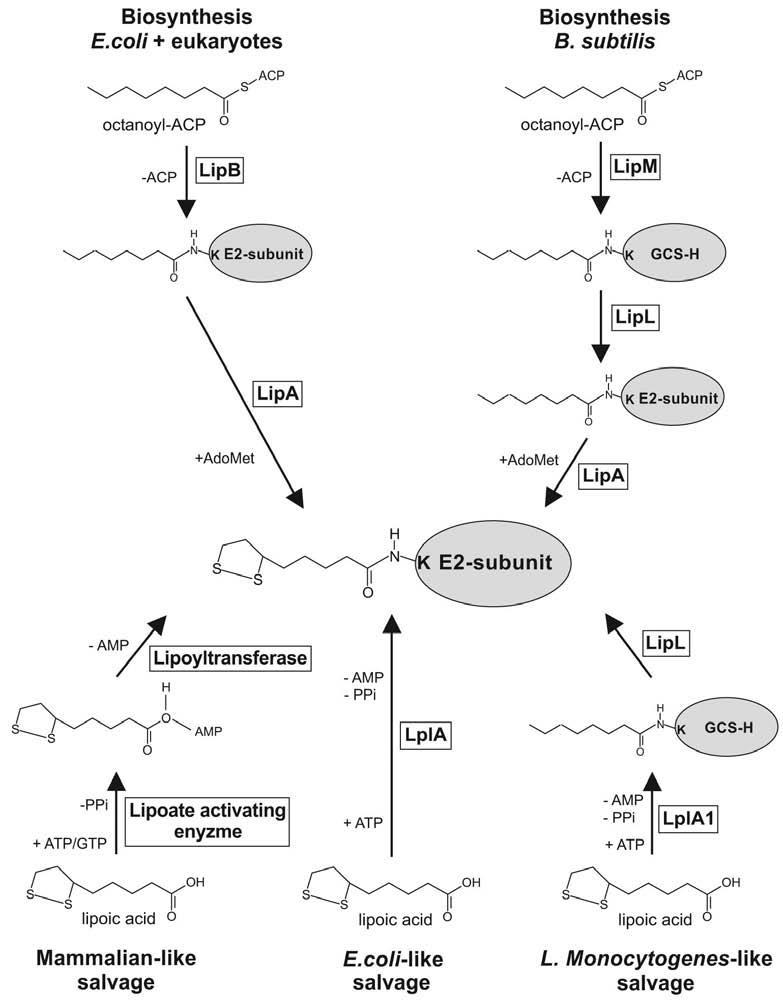 Biosynthesis
E.coli + eukaryotes
S
ACP
O
octanoyl-ACP
-ACP
LipB
H
N
K E2-subunit
O
LipA
+AdoMet
Biosynthesis
B. subtilis
S
ACP
O
octanoyl-ACP
-ACP
LipM
H
N
K GCS-H
O
LipL
H
N
K E2-subunit
O
+AdoMet
LipA
H
N
K E2-subunit
S
S
O
- AMP
Lipoyltransferase
H
O
AMP
S
S
O
-PPi
Lipoate activating
enyzme
+ ATP/GTP
OH
S
S
O
lipoic acid
Mammalian-like
salvage
- AMP
- PPi
LplA
+ ATP
OH
S
S
O
lipoic acid
E.coli-like
salvage
LipL
H
N
K GCS-H
O
- AMP
- PPi
LplA1
+ ATP
OH
S
S
O
lipoic acid
L. Monocytogenes-like
salvage